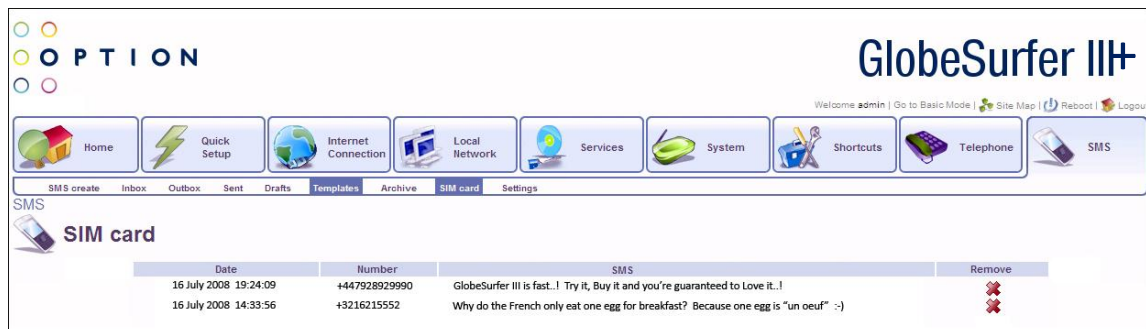 OPTION
GlobeSurfer III+
Welcome admin | Go to Basic Mode | Site Map | Reboot | Logou
Home
Quick Setup
Internet Connection
Local Network
Services
System
Shortcuts
Telephone
SMS
SMS create Inbox Outbox Sent Drafts Templates Archive SIM card Settings
SMS
SIM card
Date Number SMS Remove
16 July 2008 19:24:09 +447928929990 GlobeSurfer III is fast..! Try it, Buy it and you’re guaranteed to Love it..!
16 July 2008 14:33:56 +3216215552 Why do the French only eat one egg for breakfast? Because one egg is “un oeuf” :-)